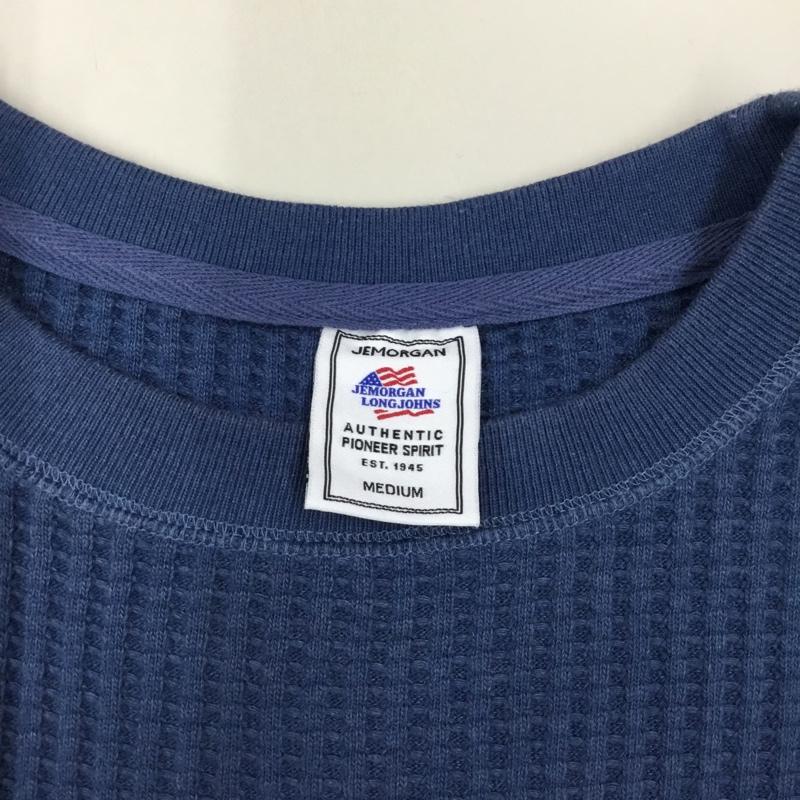 JEMORGAN
JEMORGAN
LONGJOHNS
AUTHENTIC
PIONEER SPIRIT
EST. 1945
MEDIUM